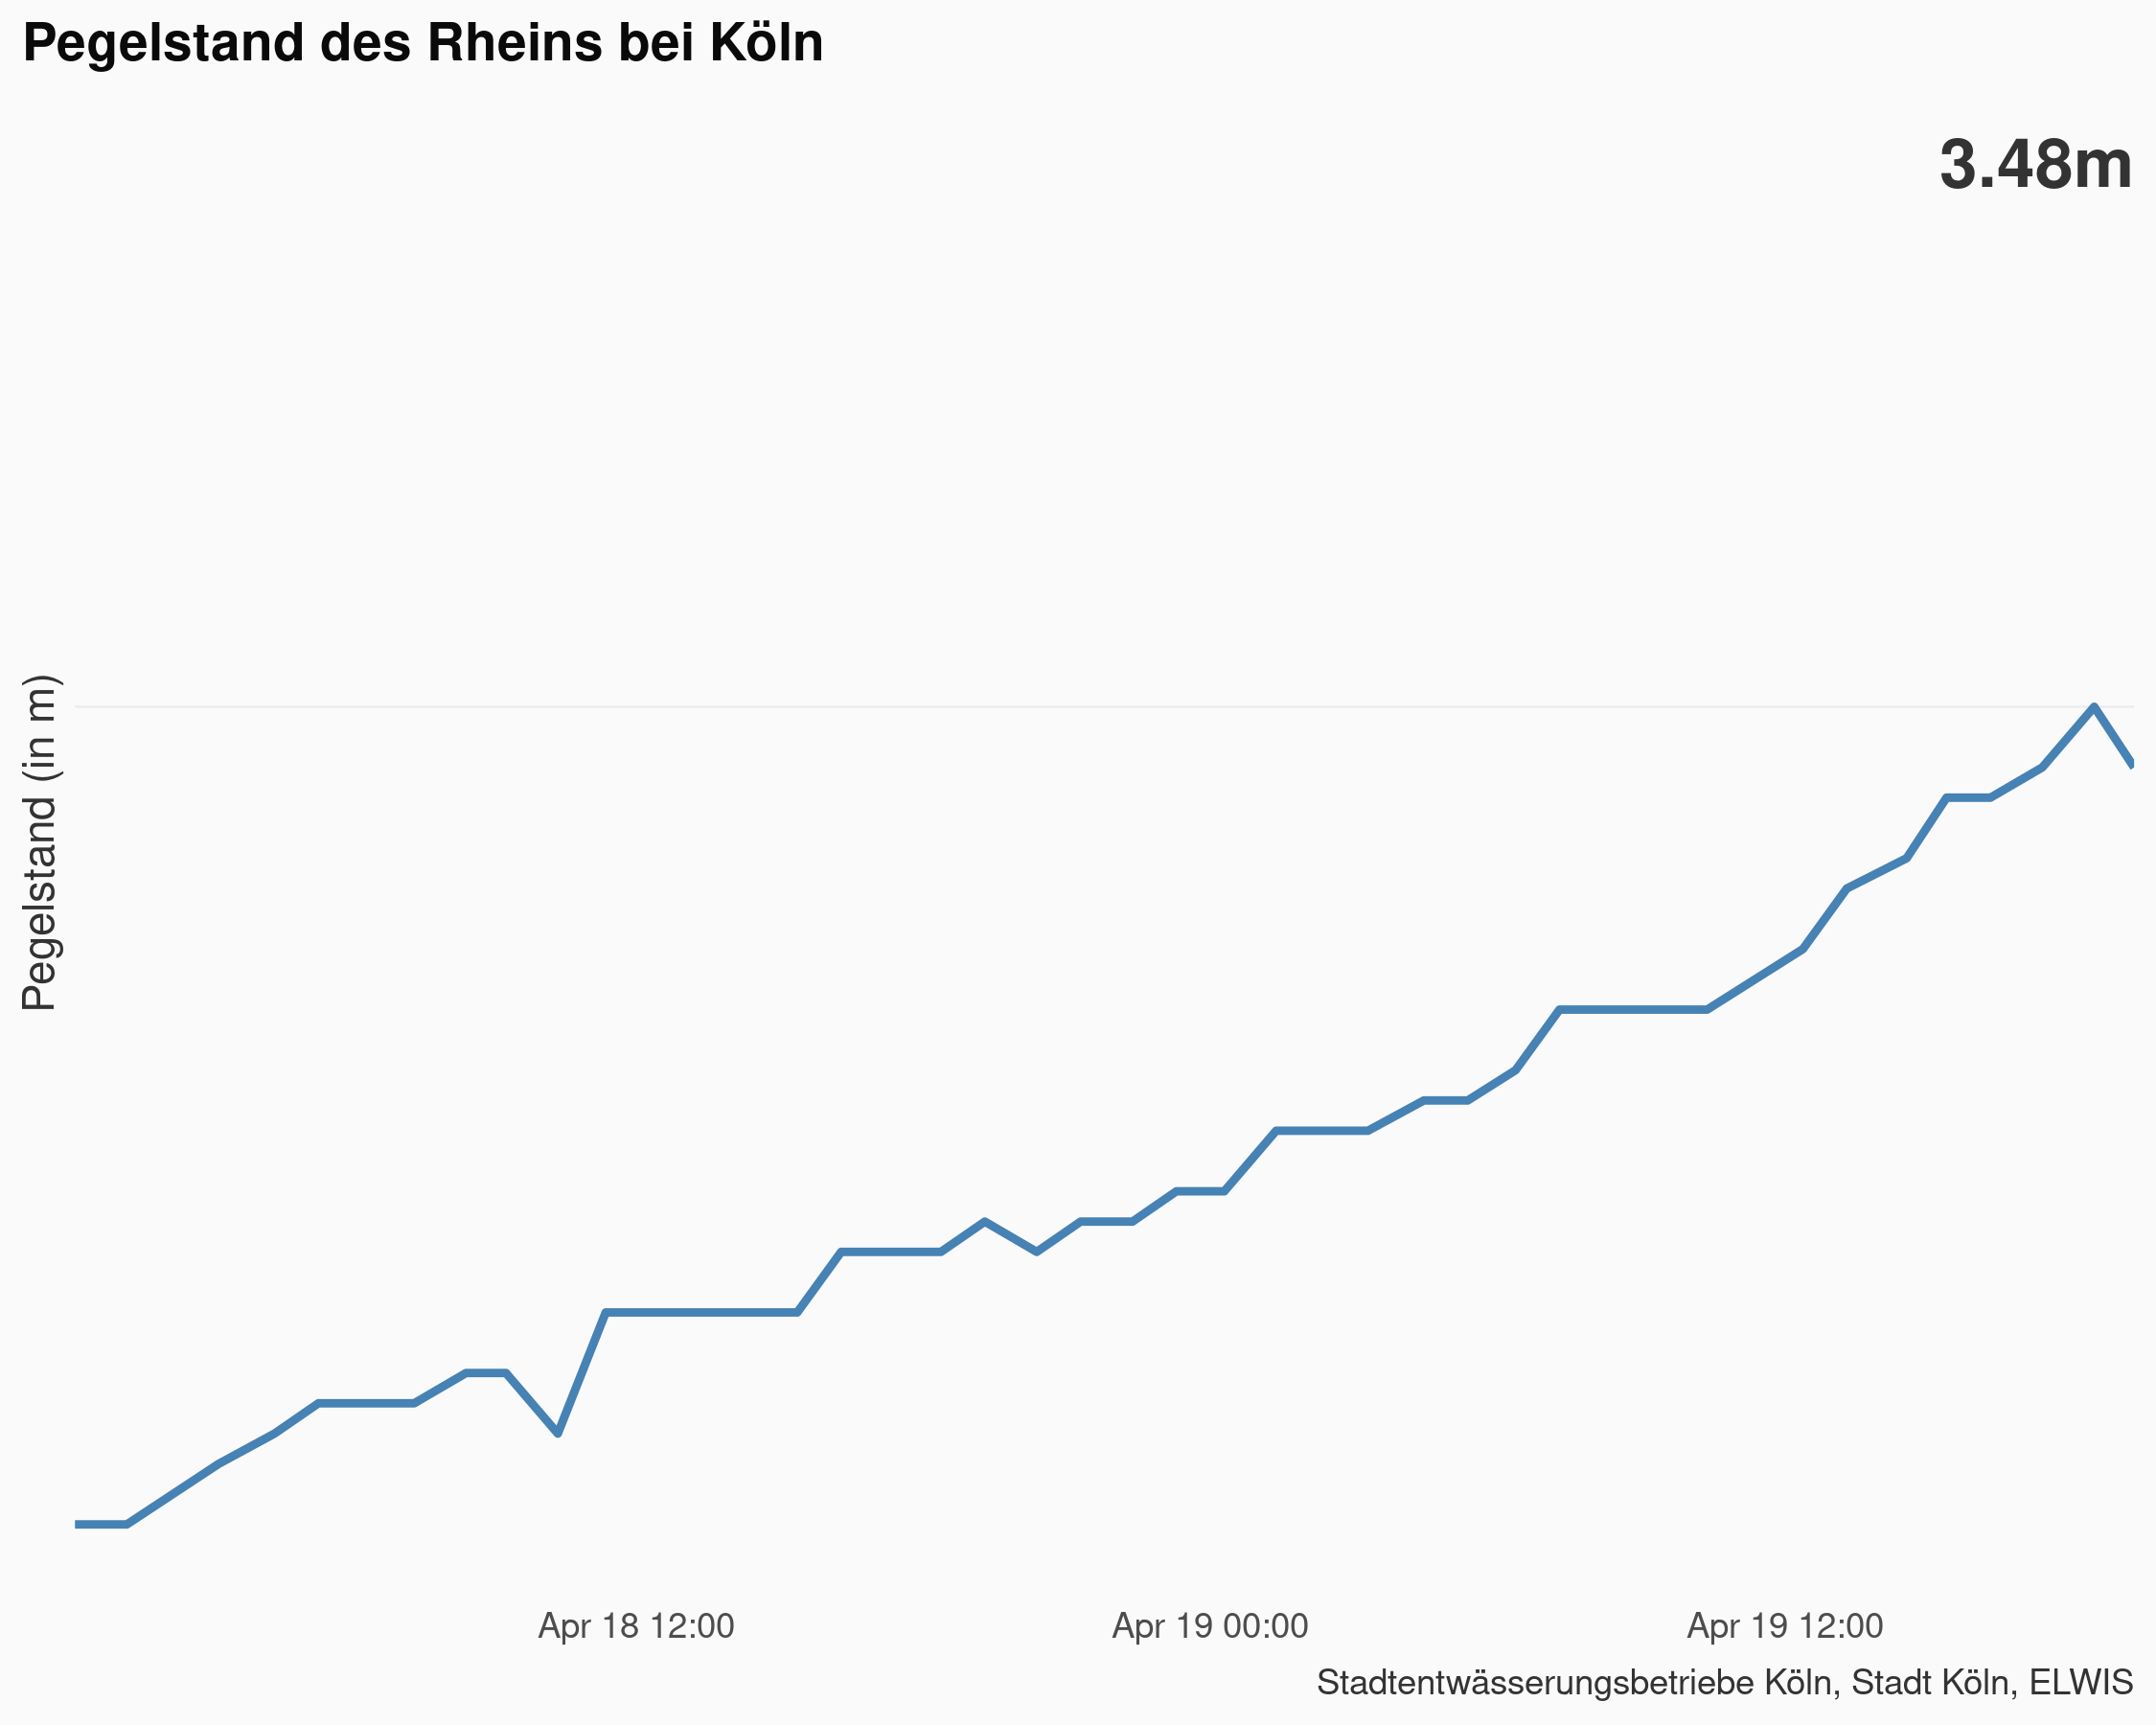 Pegelstand des Rheins bei Köln
3.48m
Pegelstand (in m)
Apr 18 12:00
Apr 19 00:00
Apr 19 12:00
Stadtentwässerungsbetriebe Köln, Stadt Köln, ELWIS